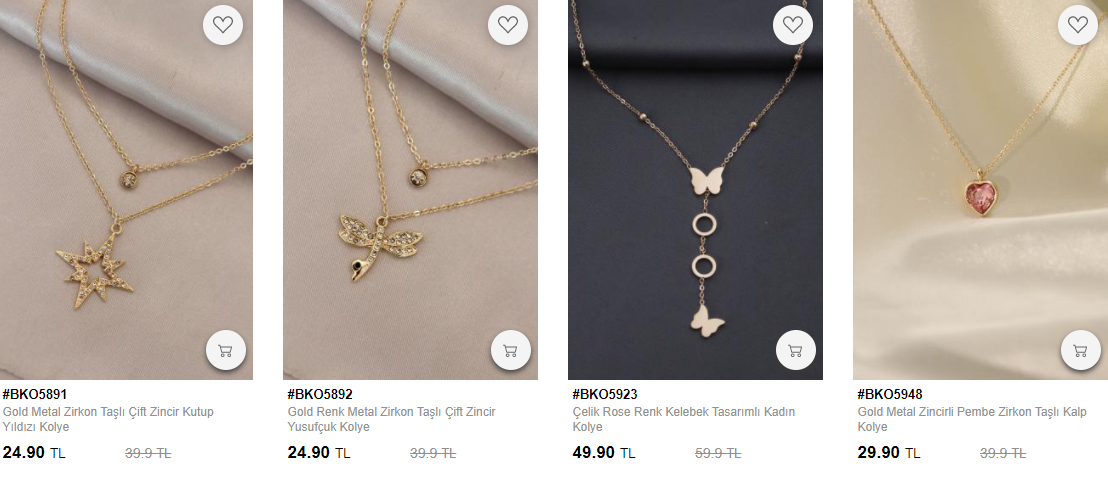 #BKO5891
Gold Metal Zirkon Taşlı Çift Zincir Kutup
Yıldızı Kolye
24.90 TL 39.9 TL
#BKO5892
Gold Renk Metal Zirkon Taşlı Çift Zincir
Yusufçuk Kolye
24.90 TL 39.9 TL
#BKO5923
Çelik Rose Renk Kelebek Tasarımlı Kadın
Kolye
49.90 TL 59.9 TL
#BKO5948
Gold Metal Zincirli Pembe Zirkon Taşlı Kalp
Kolye
29.90 TL 39.9 TL